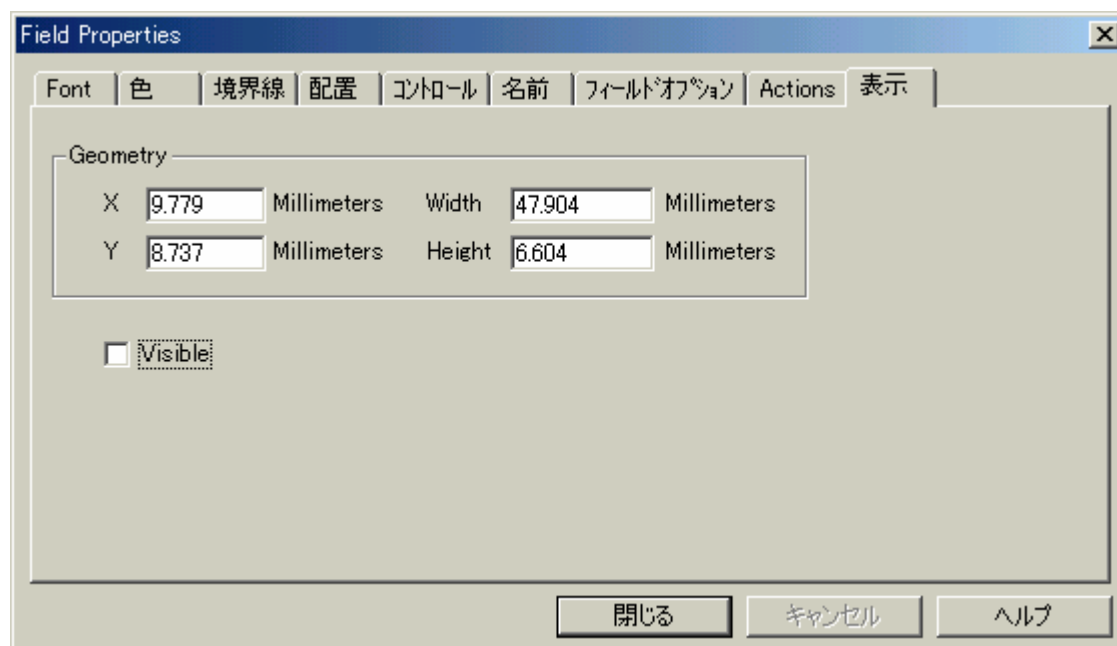 Field Properties
Font 色 境界線 配置 ｺﾝﾄﾛｰﾙ 名前 ﾌｨｰﾙﾄﾞｵﾌﾟｼｮﾝ Actions 表示
Geometry
X 9.779 Millimeters Width 47.904 Millimeters
Y 8.737 Millimeters Height 6.604 Millimeters
Visible
閉じる キャンセル ヘルプ